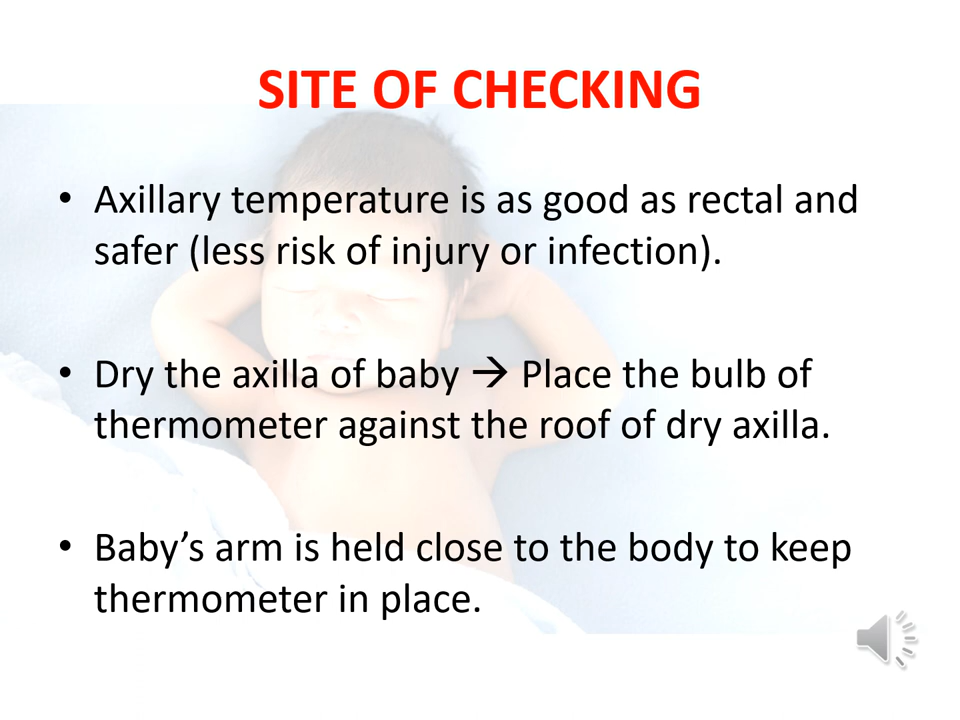 SITE OF CHECKING
• Axillary temperature is as good as rectal and
safer (less risk of injury or infection).
• Dry the axilla of baby → Place the bulb of
thermometer against the roof of dry axilla.
• Baby’s arm is held close to the body to keep
thermometer in place.